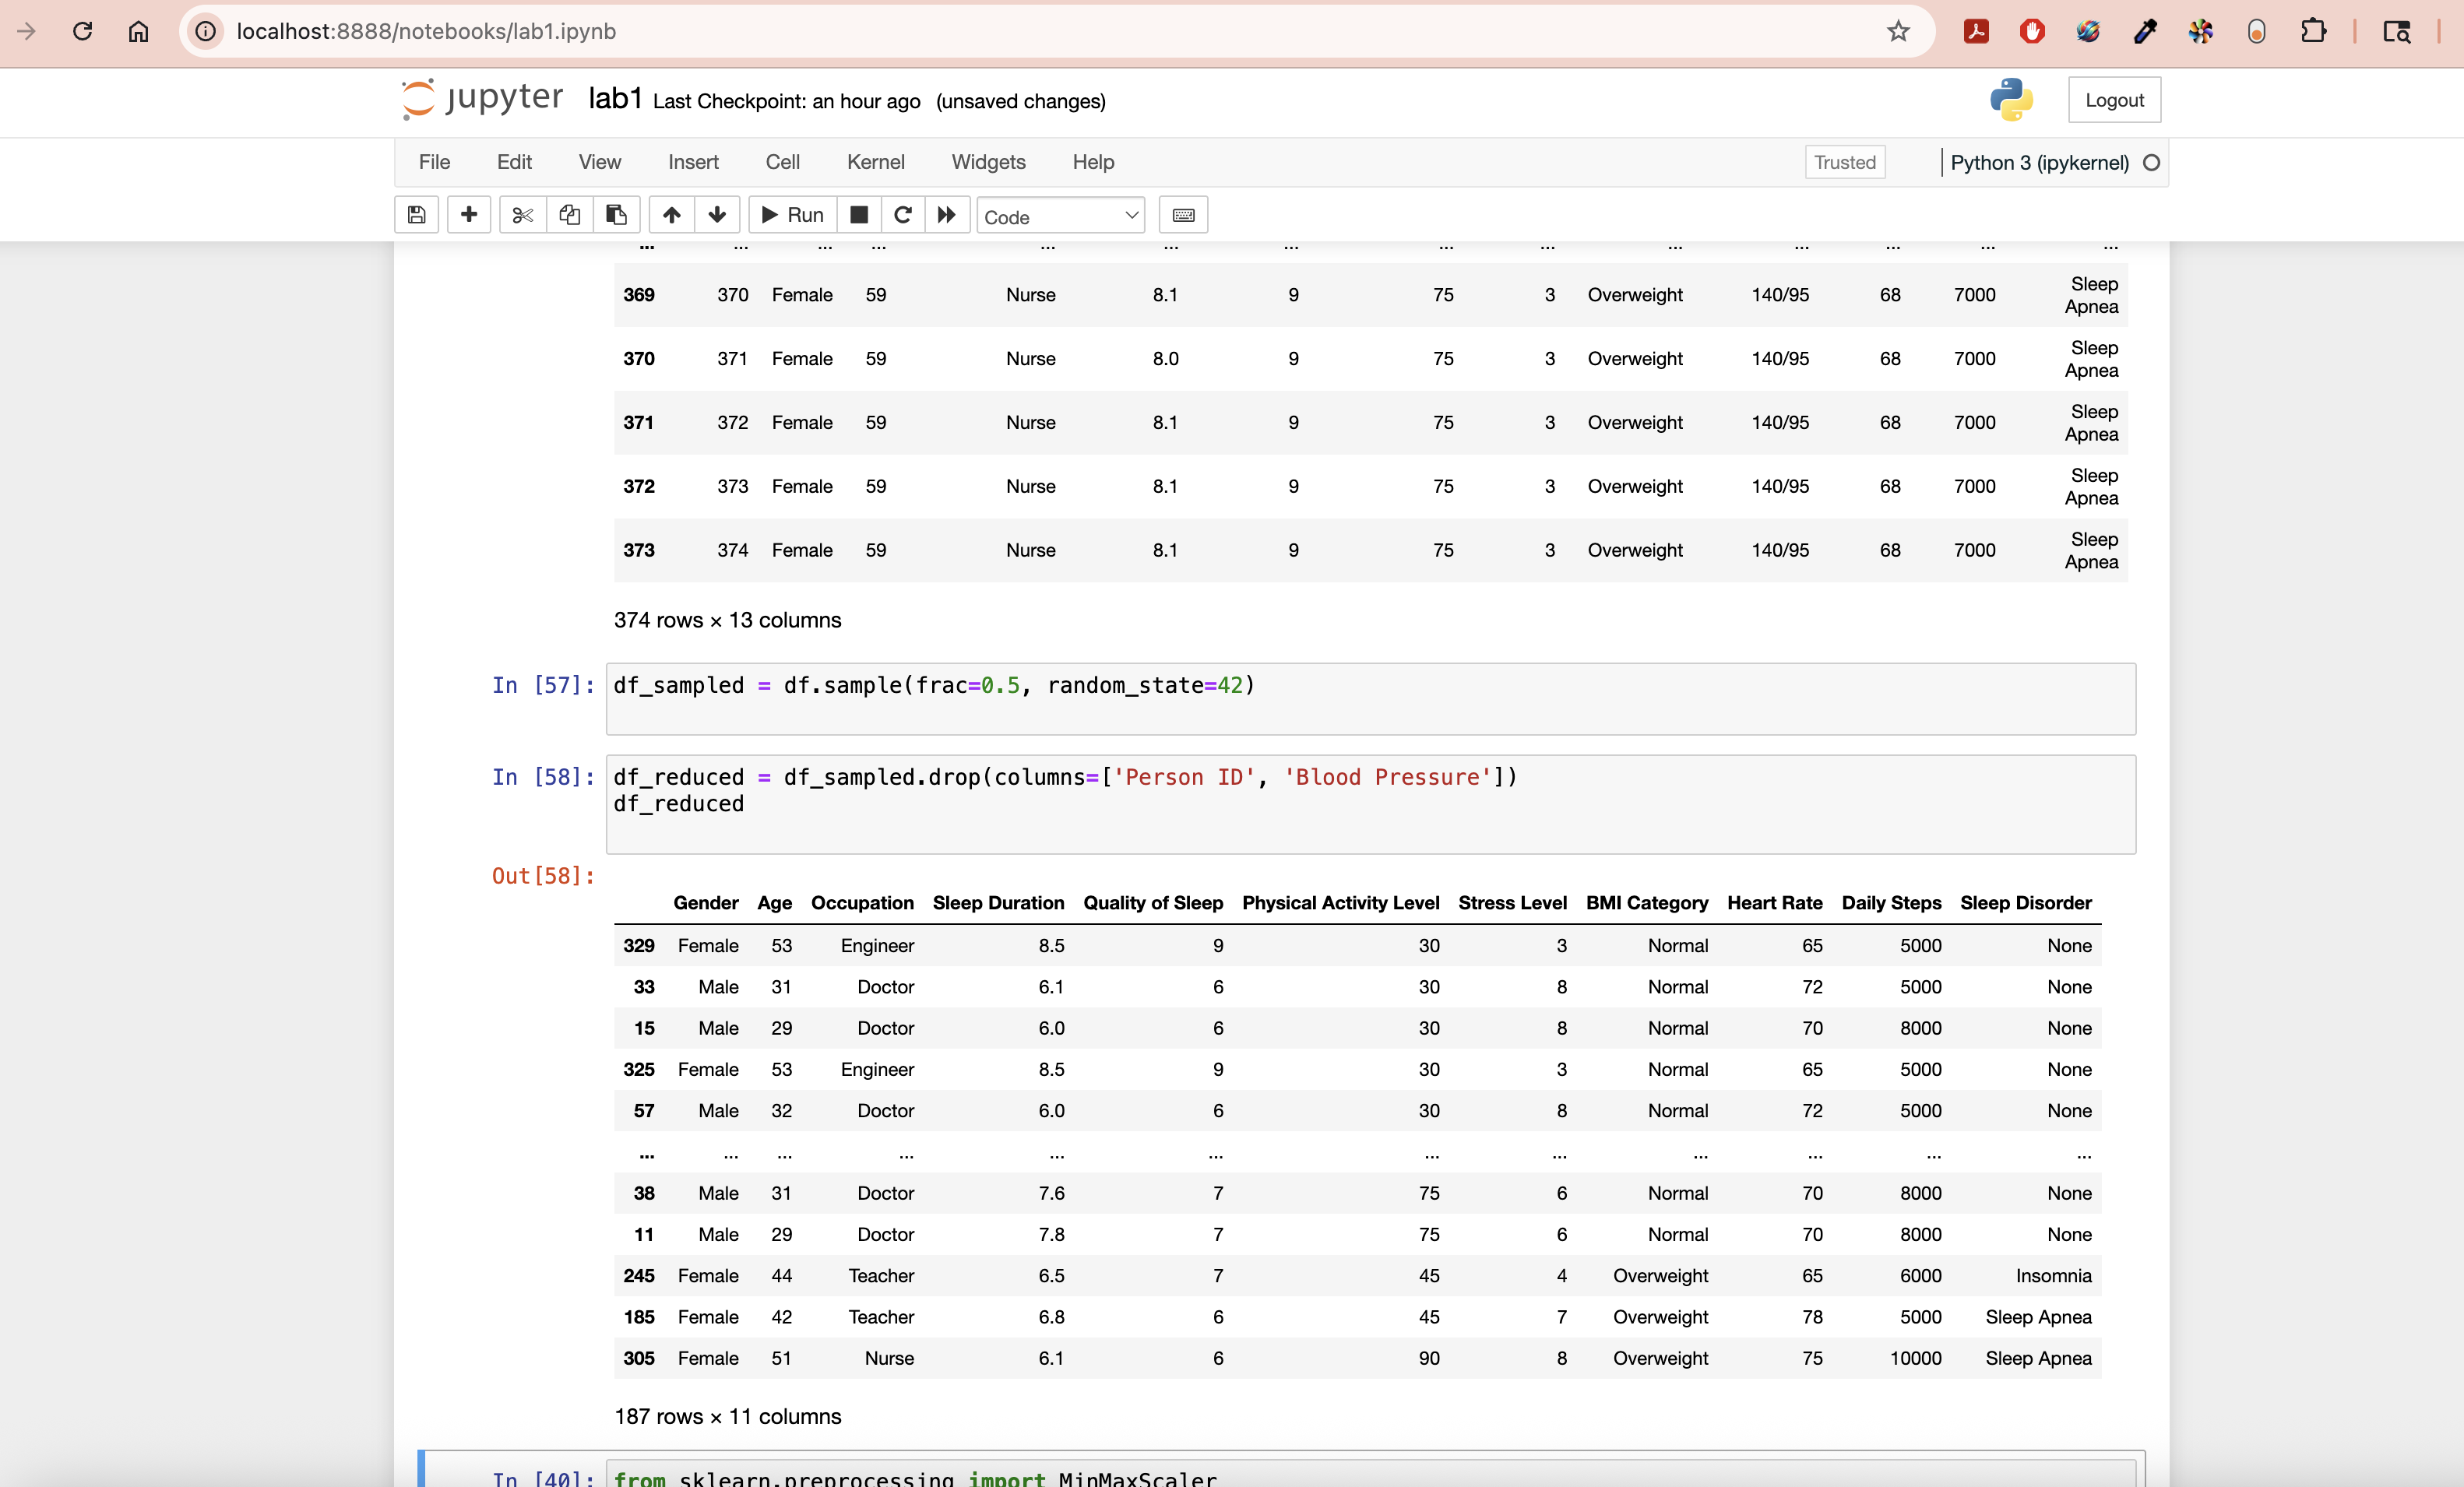 localhost:8888/notebooks/lab1.ipynb
jupyter lab1 Last Checkpoint: an hour ago (unsaved changes) Logout
File Edit View Insert Cell Kernel Widgets Help Trusted Python 3 (ipykernel)
Run Code
... ... ... ... ... ... ... ... ... ... ... ... ... ...
369 370 Female 59 Nurse 8.1 9 75 3 Overweight 140/95 68 7000 Sleep
Apnea
370 371 Female 59 Nurse 8.0 9 75 3 Overweight 140/95 68 7000 Sleep
Apnea
371 372 Female 59 Nurse 8.1 9 75 3 Overweight 140/95 68 7000 Sleep
Apnea
372 373 Female 59 Nurse 8.1 9 75 3 Overweight 140/95 68 7000 Sleep
Apnea
373 374 Female 59 Nurse 8.1 9 75 3 Overweight 140/95 68 7000 Sleep
Apnea
374 rows × 13 columns
In [57]: df_sampled = df.sample(frac=0.5, random_state=42)
In [58]: df_reduced = df_sampled.drop(columns=['Person ID', 'Blood Pressure'])
df_reduced
Out[58]:
Gender Age Occupation Sleep Duration Quality of Sleep Physical Activity Level Stress Level BMI Category Heart Rate Daily Steps Sleep Disorder
329 Female 53 Engineer 8.5 9 30 3 Normal 65 5000 None
33 Male 31 Doctor 6.1 6 30 8 Normal 72 5000 None
15 Male 29 Doctor 6.0 6 30 8 Normal 70 8000 None
325 Female 53 Engineer 8.5 9 30 3 Normal 65 5000 None
57 Male 32 Doctor 6.0 6 30 8 Normal 72 5000 None
... ... ... ... ... ... ... ... ... ... ... ...
38 Male 31 Doctor 7.6 7 75 6 Normal 70 8000 None
11 Male 29 Doctor 7.8 7 75 6 Normal 70 8000 None
245 Female 44 Teacher 6.5 7 45 4 Overweight 65 6000 Insomnia
185 Female 42 Teacher 6.8 6 45 7 Overweight 78 5000 Sleep Apnea
305 Female 51 Nurse 6.1 6 90 8 Overweight 75 10000 Sleep Apnea
187 rows × 11 columns
In [40]: from sklearn.preprocessing import MinMaxScaler